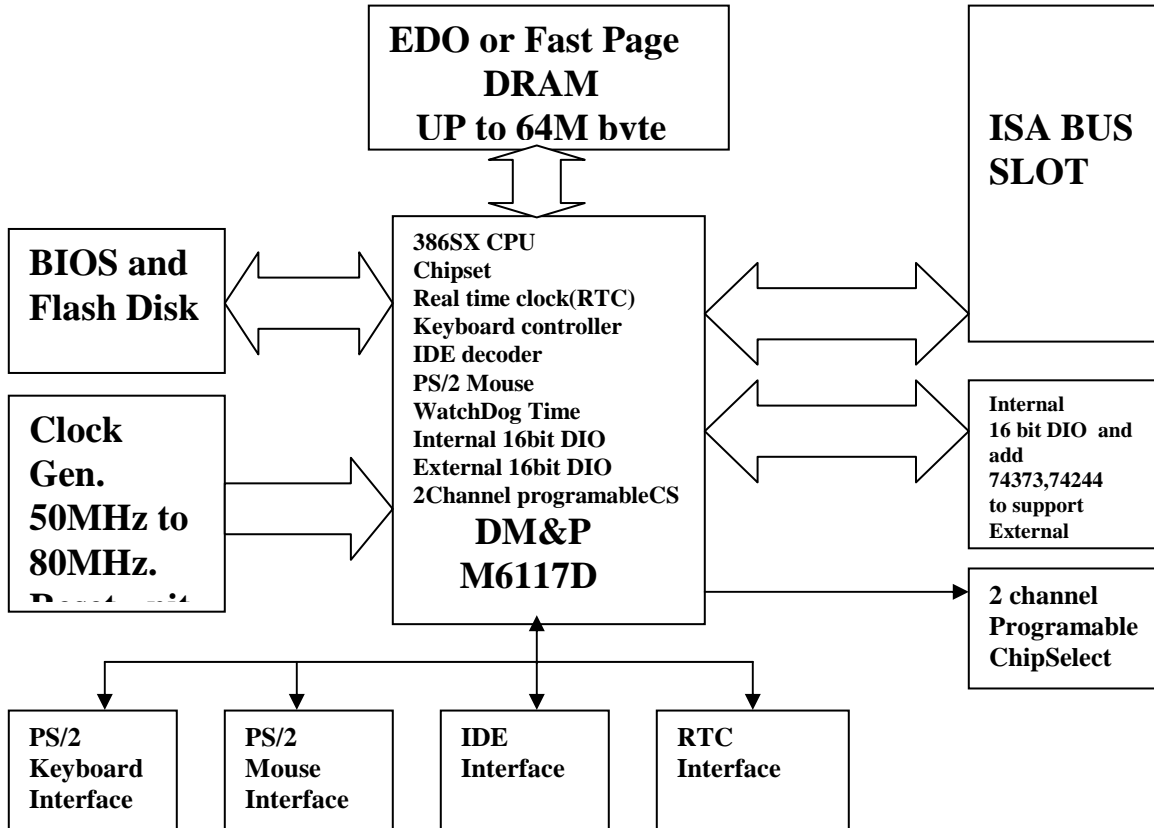 EDO or Fast Page
DRAM
UP to 64M byte
ISA BUS
SLOT
BIOS and
Flash Disk
386SX CPU
Chipset
Real time clock(RTC)
Keyboard controller
IDE decoder
PS/2 Mouse
WatchDog Time
Internal 16bit DIO
External 16bit DIO
2Channel programableCS
DM&P
M6117D
Clock
Gen.
50MHz to
80MHz.
Internal
16 bit DIO and
add
74373,74244
to support
External
2 channel
Programable
ChipSelect
PS/2
Keyboard
Interface
PS/2
Mouse
Interface
IDE
Interface
RTC
Interface